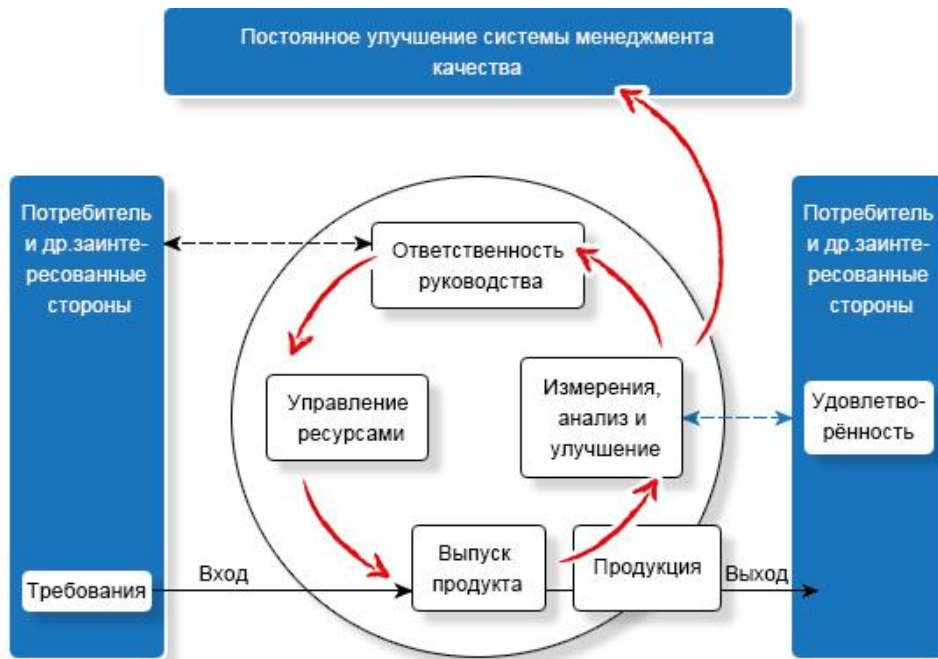 Постоянное улучшение системы менеджмента
качества
Потребитель
и др.заинте-
ресованные
стороны
Ответственность
руководства
Потребитель
и др.заинте-
ресованные
стороны
Управление
ресурсами
Измерения,
анализ и
улучшение
Удовлетво-
рённость
Требования
Вход
Выпуск
продукта
Продукция
Выход